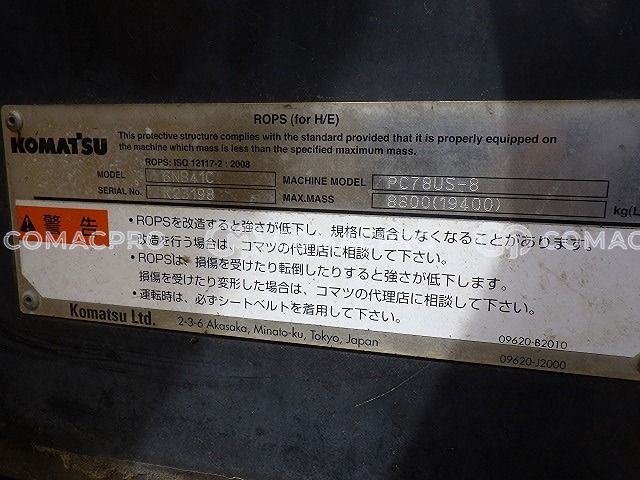 ROPS (for H/E)
KOMATSU
This protective structure complies with the standard provided that it is properly equipped on
the machine which mass is less than the specified maximum mass.
ROPS: ISO 12117-2 : 2008
MODEL MACHINE MODEL PC78US-8
SERIAL No. K23198 MAX.MASS 8800(19400) kg(L
警告
・ROPSを改造すると強さが低下し、規格に適合しなくなることがあります。
改造を行う場合は、コマツの代理店に相談して下さい。
・ROPSは、損傷を受けたり転倒したりすると強さが低下します。
損傷を受けたり変形した場合は、コマツの代理店に相談して下さい。
・運転時は、必ずシートベルトを着用して下さい。
Komatsu Ltd. 2-3-6 Akasaka, Minato-ku, Tokyo, Japan
09620-B2010
09620-J2000